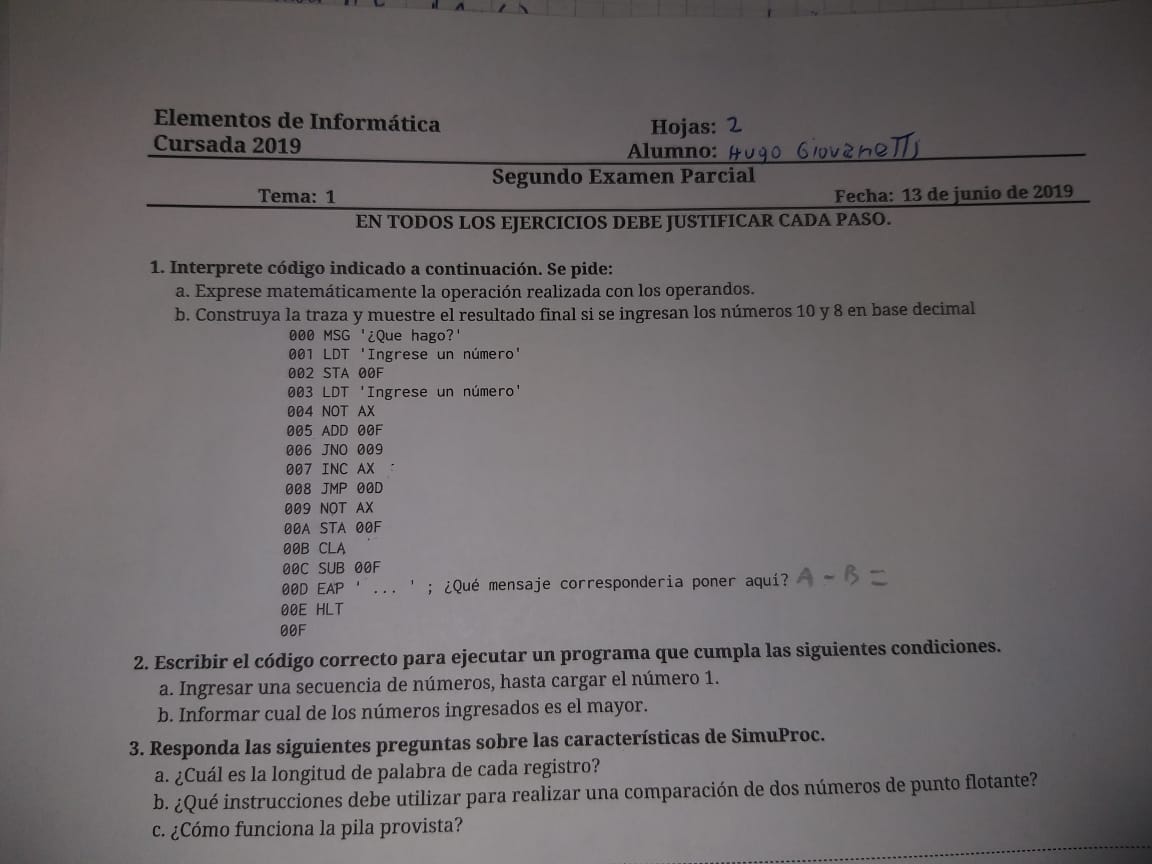 Elementos de Informática
Hojas: 2
Cursada 2019
Alumno: Hugo Giovanetti
Segundo Examen Parcial
Tema: 1
Fecha: 13 de junio de 2019
EN TODOS LOS EJERCICIOS DEBE JUSTIFICAR CADA PASO.
1. Interprete código indicado a continuación. Se pide:
a. Exprese matemáticamente la operación realizada con los operandos.
b. Construya la traza y muestre el resultado final si se ingresan los números 10 y 8 en base decimal
000 MSG '¿Que hago?'
001 LDT 'Ingrese un número'
002 STA 00F
003 LDT 'Ingrese un número'
004 NOT AX
005 ADD 00F
006 JNO 009
007 INC AX
008 JMP 00D
009 NOT AX
00A STA 00F
00B CLA
00C SUB 00F
00D EAP ' ... ' ; ¿Qué mensaje corresponderia poner aquí? A - B =
00E HLT
00F
2. Escribir el código correcto para ejecutar un programa que cumpla las siguientes condiciones.
a. Ingresar una secuencia de números, hasta cargar el número 1.
b. Informar cual de los números ingresados es el mayor.
3. Responda las siguientes preguntas sobre las características de SimuProc.
a. ¿Cuál es la longitud de palabra de cada registro?
b. ¿Qué instrucciones debe utilizar para realizar una comparación de dos números de punto flotante?
c. ¿Cómo funciona la pila provista?